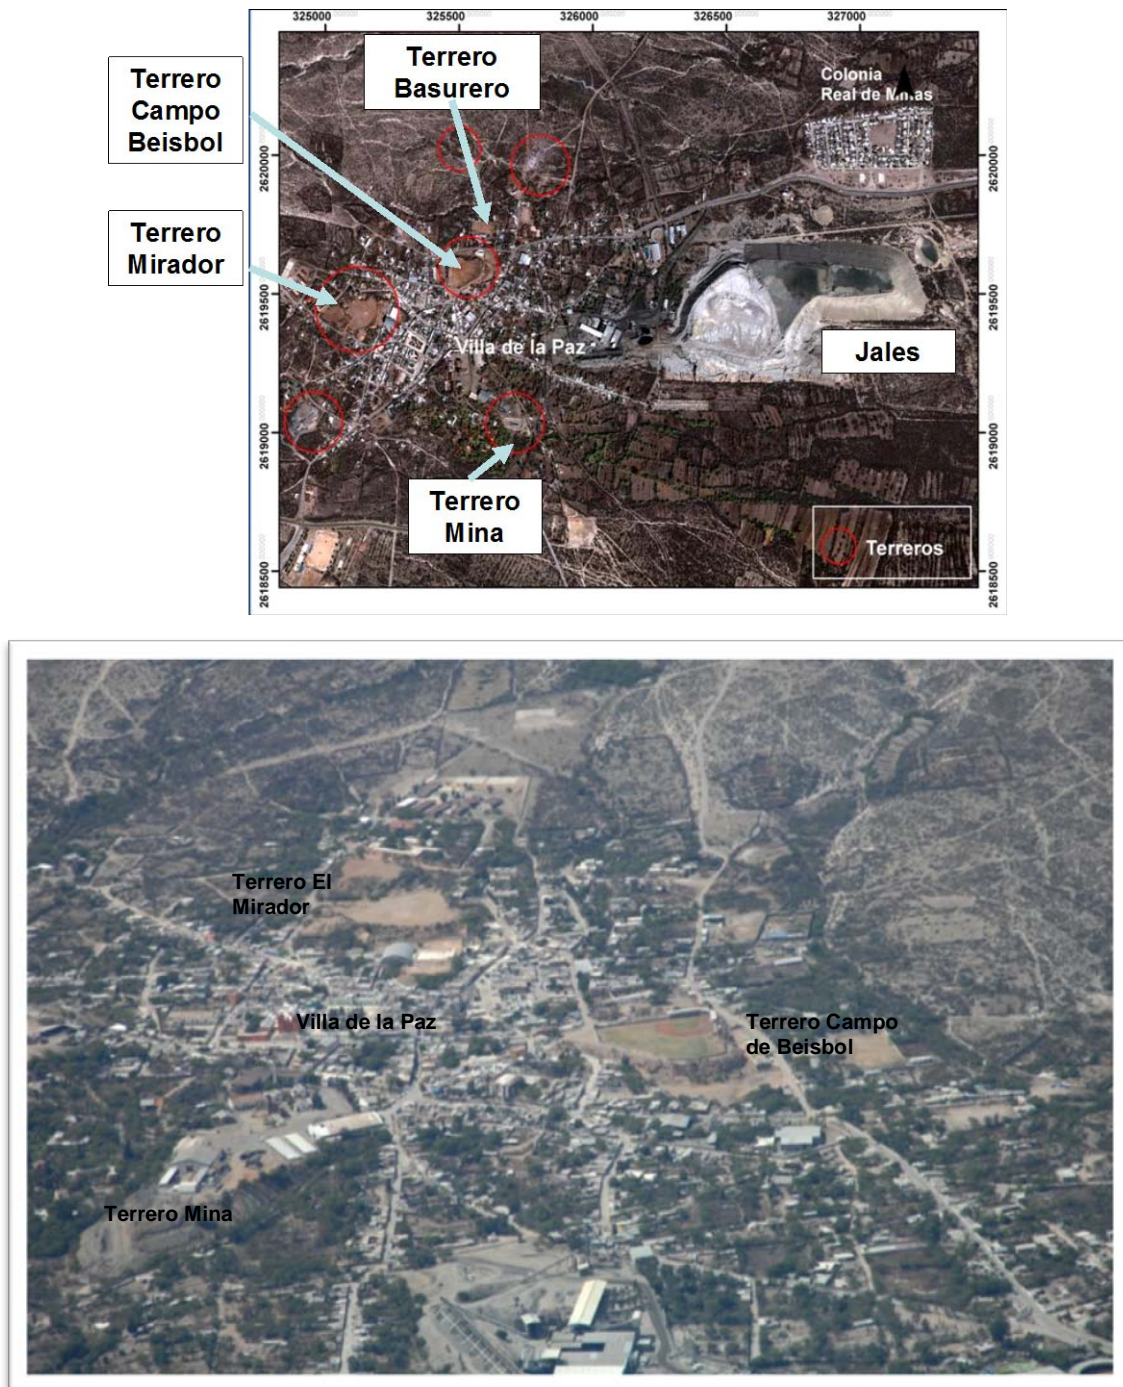 325000
325500
326000
326500
327000
Terrero
Campo
Beisbol
Terrero
Basurero
Colonia
Real de Minas
2620000
2620000
Terrero
Mirador
2619500
2619500
Villa de la Paz
Jales
2619000
2619000
Terrero
Mina
Terreros
2618500
2618500
Terrero El
Mirador
Villa de la Paz
Terrero Campo
de Beisbol
Terrero Mina